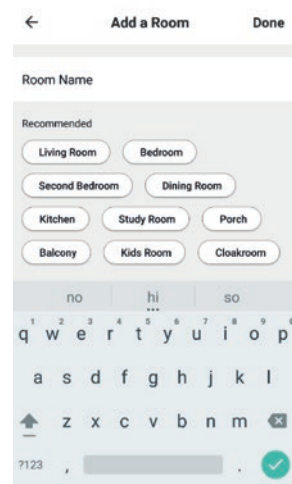 Add a Room Done
Room Name
Recommended
Living Room Bedroom
Second Bedroom Dining Room
Kitchen Study Room Porch
Balcony Kids Room Cloakroom
no hi so
1 2 3 4 5 6 7 8 9 0
q w e r t y u i o p
a s d f g h j k l
z x c v b n m
?123 , .